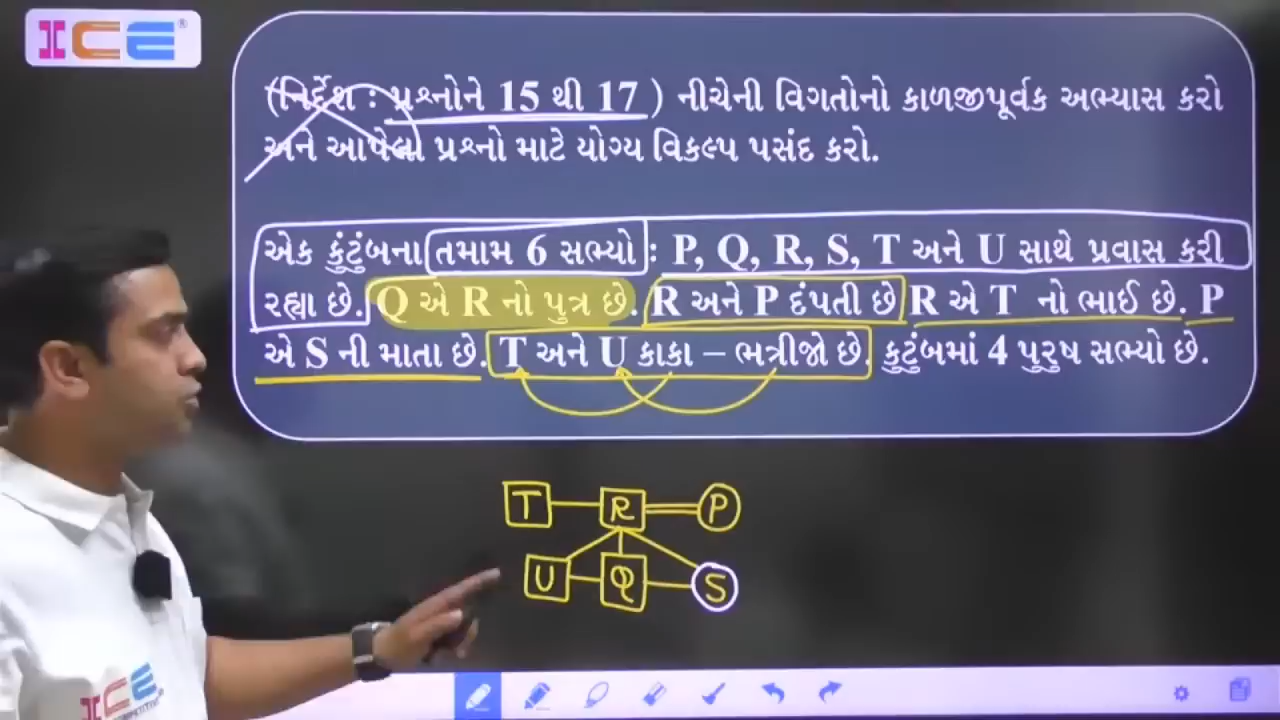 ICE®
(નિર્દેશ : પ્રશ્નોને 15 થી 17 ) નીચેની વિગતોનો કાળજીપૂર્વક અભ્યાસ કરો
અને આપેલા પ્રશ્નો માટે યોગ્ય વિકલ્પ પસંદ કરો.
એક કુંટુંબના તમામ 6 સભ્યો : P, Q, R, S, T અને U સાથે પ્રવાસ કરી
રહ્યા છે. Q એ R નો પુત્ર છે. R અને P દંપતી છે R એ T નો ભાઈ છે. P
એ S ની માતા છે. T અને U કાકા – ભત્રીજો છે. કુટુંબમાં 4 પુરુષ સભ્યો છે.
T R P
U Q S
ICE